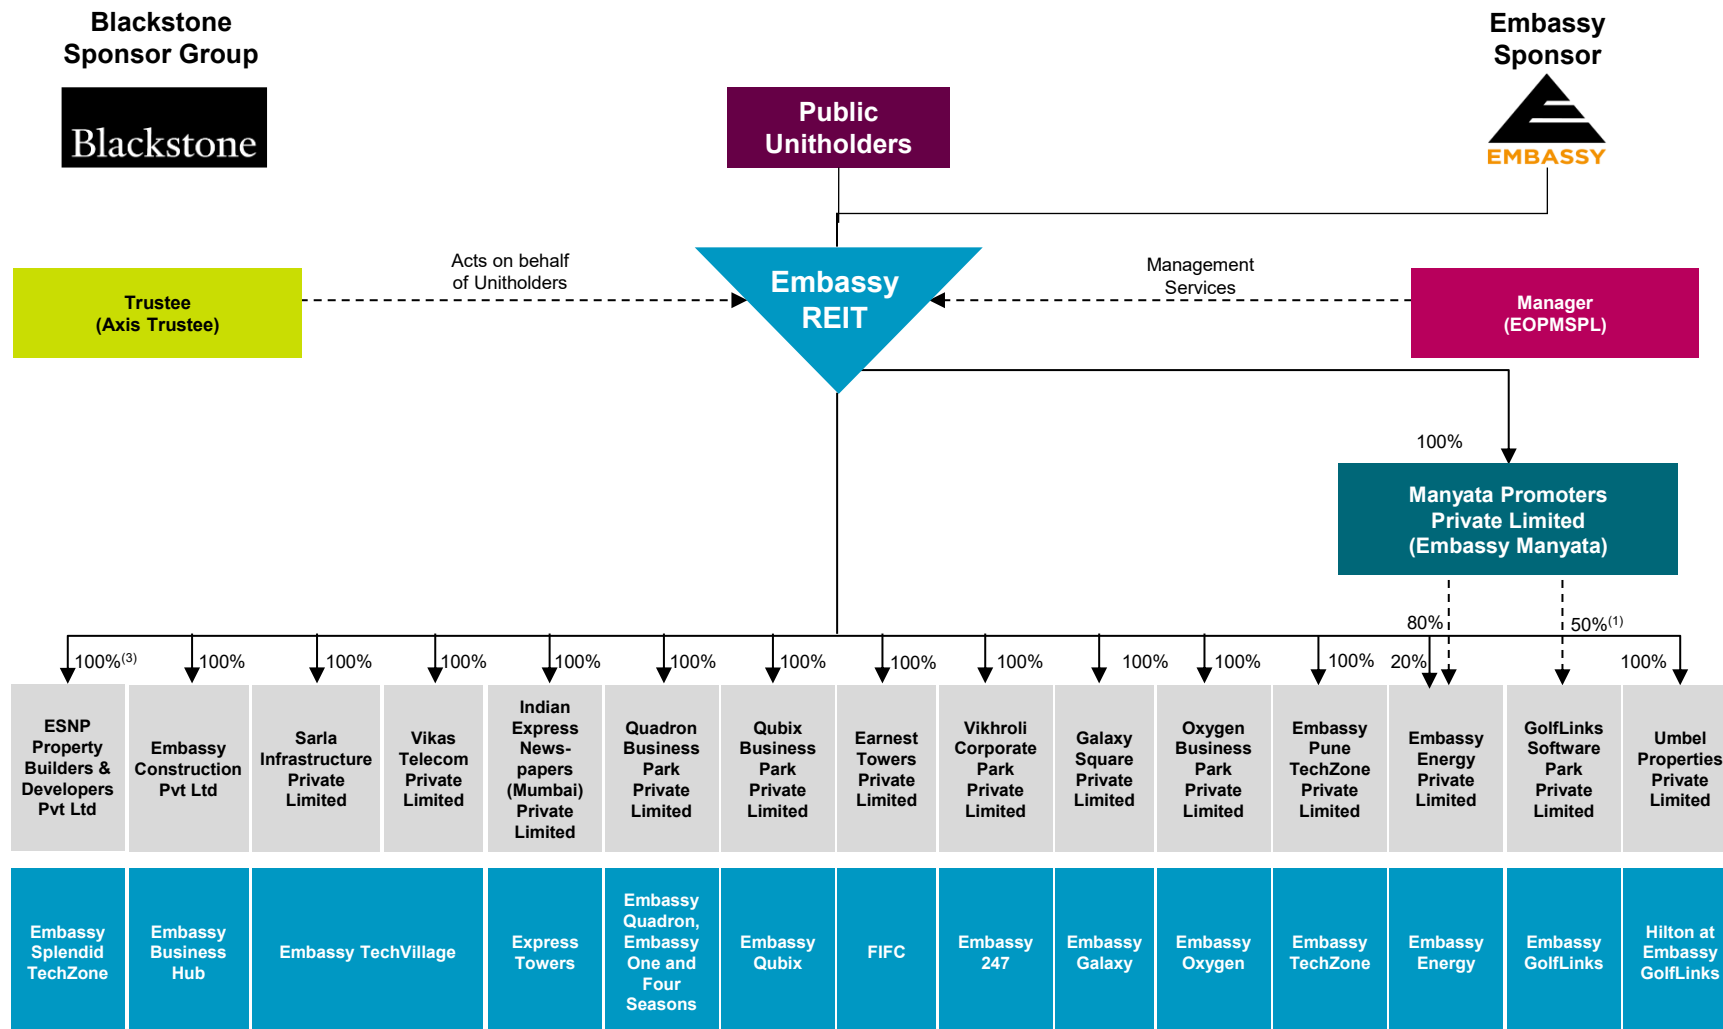 Blackstone
Sponsor Group
Blackstone
Public
Unitholders
Embassy
Sponsor
EMBASSY
Trustee
(Axis Trustee)
Acts on behalf
of Unitholders
Embassy
REIT
Management
Services
Manager
(EOPMSPL)
100%
Manyata Promoters
Private Limited
(Embassy Manyata)
80%
50%(1)
100%(3)
100%
100%
100%
100%
100%
100%
100%
100%
100%
100%
100%
20%
100%
ESNP
Property
Builders &
Developers
Pvt Ltd
Embassy
Construction
Pvt Ltd
Sarla
Infrastructure
Private
Limited
Vikas
Telecom
Private
Limited
Indian
Express
News-
papers
(Mumbai)
Private
Limited
Quadron
Business
Park
Private
Limited
Qubix
Business
Park
Private
Limited
Earnest
Towers
Private
Limited
Vikhroli
Corporate
Park
Private
Limited
Galaxy
Square
Private
Limited
Oxygen
Business
Park
Private
Limited
Embassy
Pune
TechZone
Private
Limited
Embassy
Energy
Private
Limited
GolfLinks
Software
Park
Private
Limited
Umbel
Properties
Private
Limited
Embassy
Splendid
TechZone
Embassy
Business
Hub
Embassy TechVillage
Express
Towers
Embassy
Quadron,
Embassy
One and
Four
Seasons
Embassy
Qubix
FIFC
Embassy
247
Embassy
Galaxy
Embassy
Oxygen
Embassy
TechZone
Embassy
Energy
Embassy
GolfLinks
Hilton at
Embassy
GolfLinks